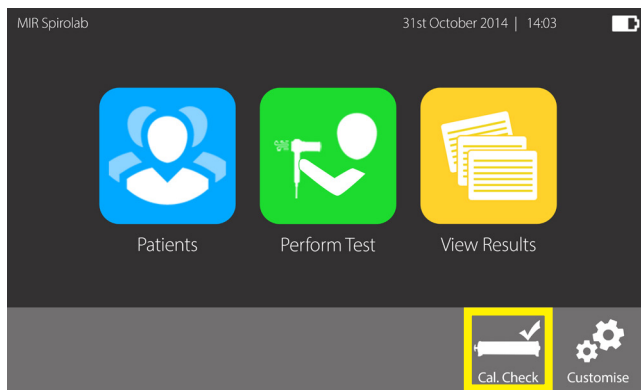 MIR Spirolab 31st October 2014 | 14:03
Patients Perform Test View Results
Cal. Check Customise